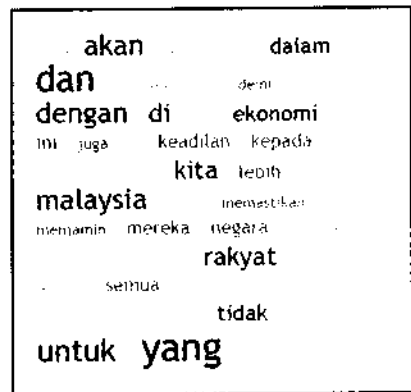 akan dalam
dan demi
dengan di ekonomi
ini juga keadilan kepada
kita lebih
malaysia memastikan
menjamin mereka negara
rakyat
semua
tidak
untuk yang